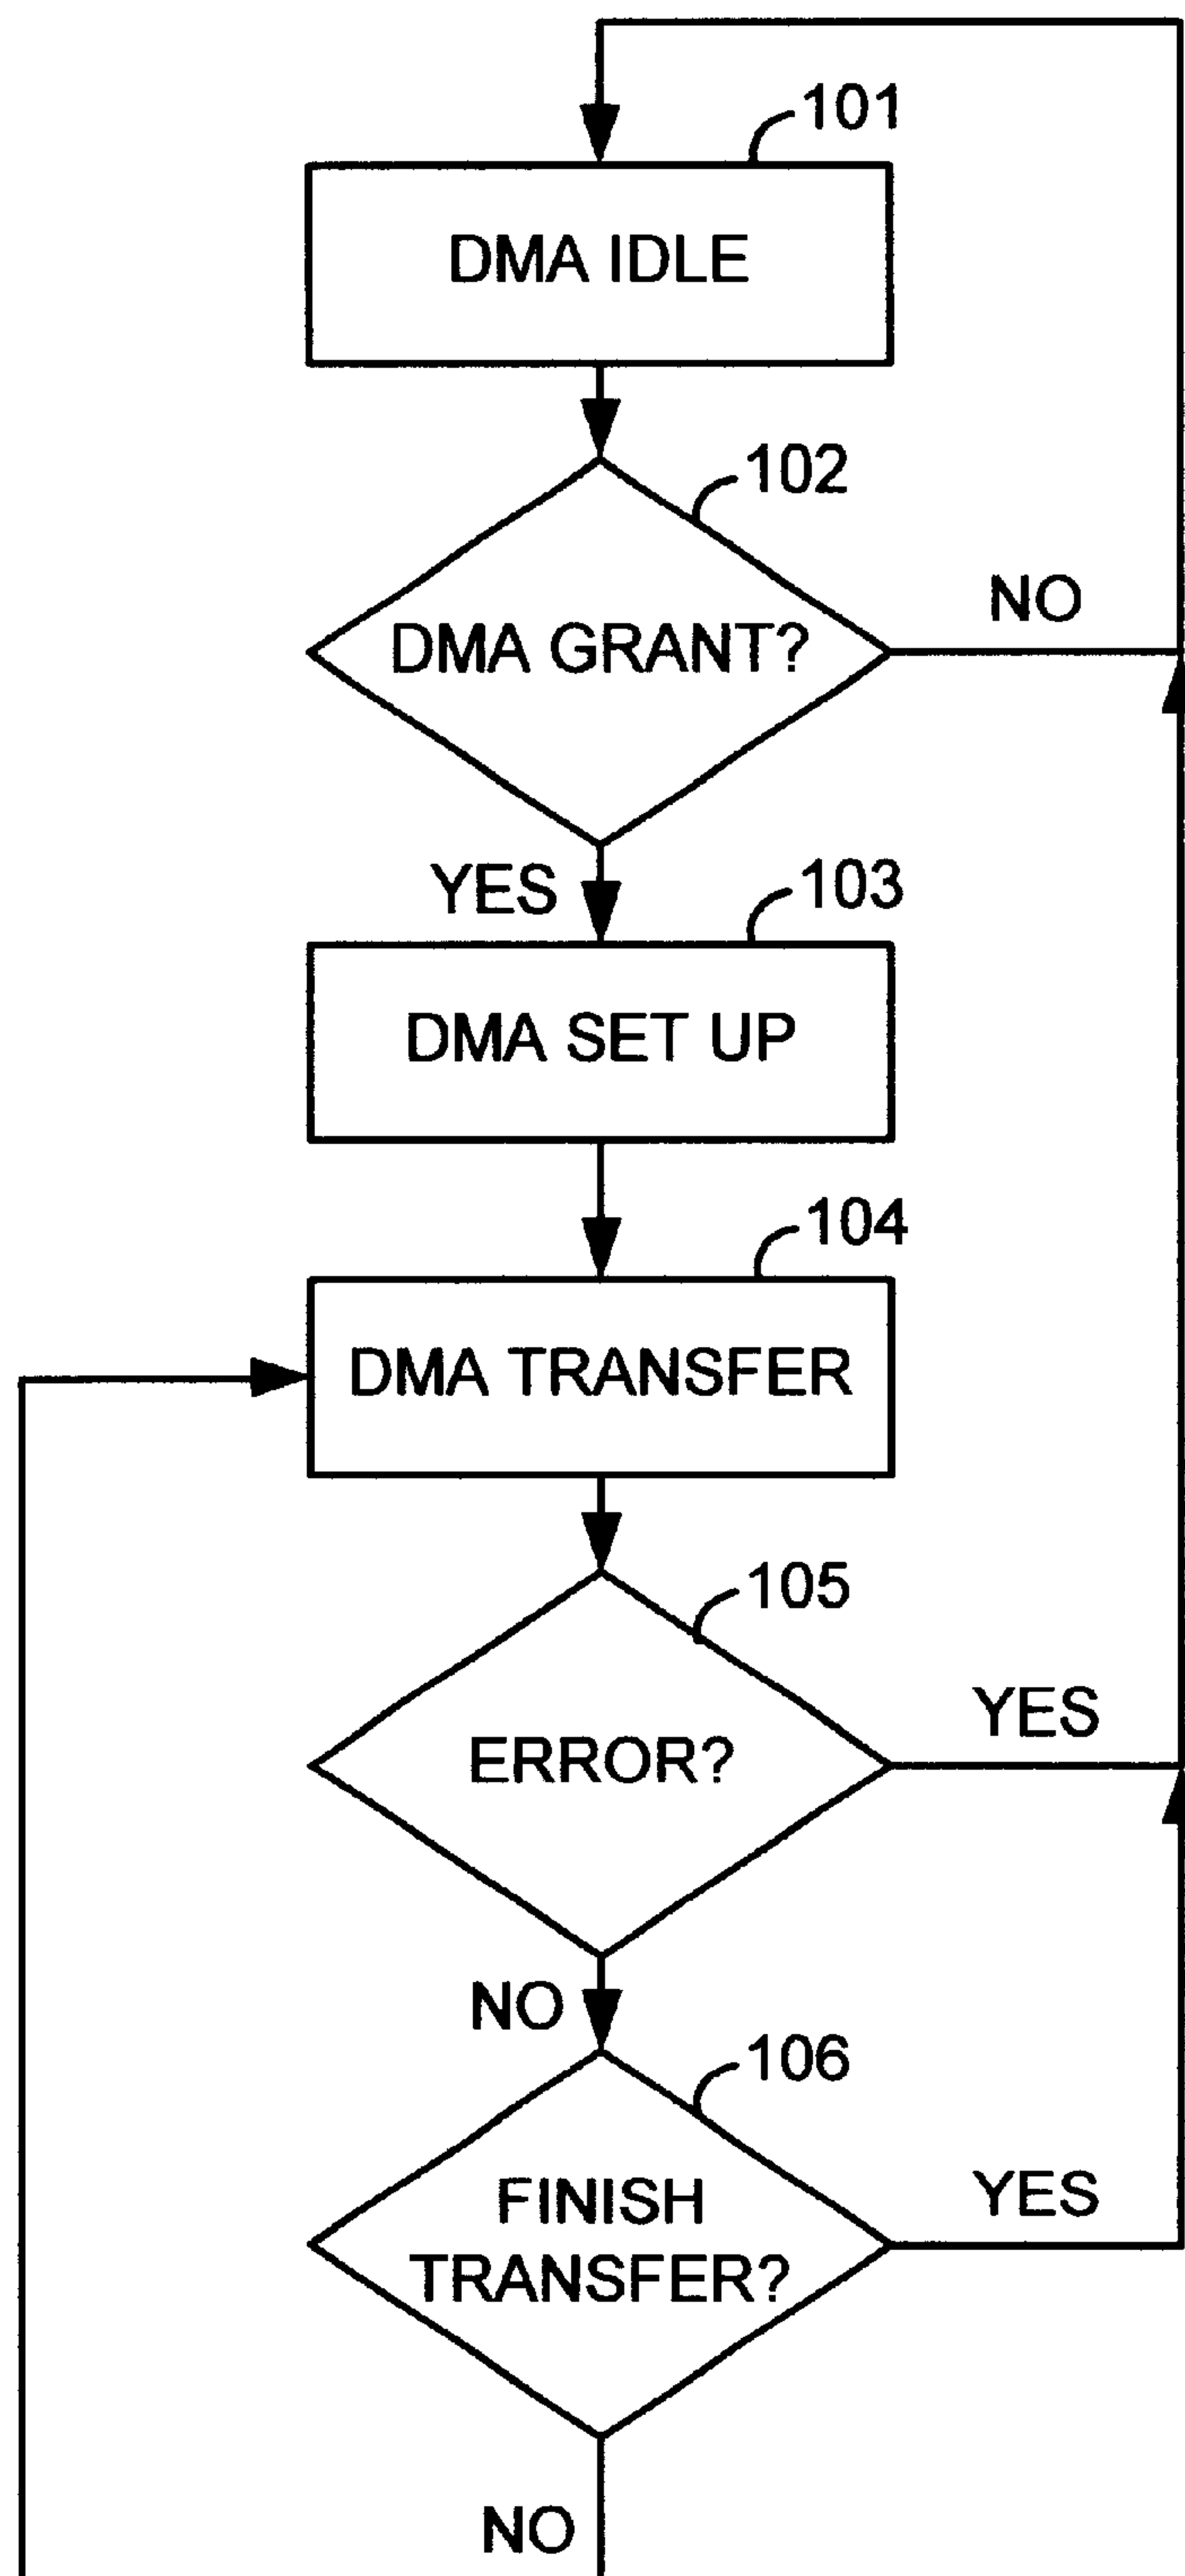 101
DMA IDLE
102
DMA GRANT?
NO
YES
103
DMA SET UP
104
DMA TRANSFER
105
ERROR?
YES
NO
106
FINISH
TRANSFER?
YES
NO